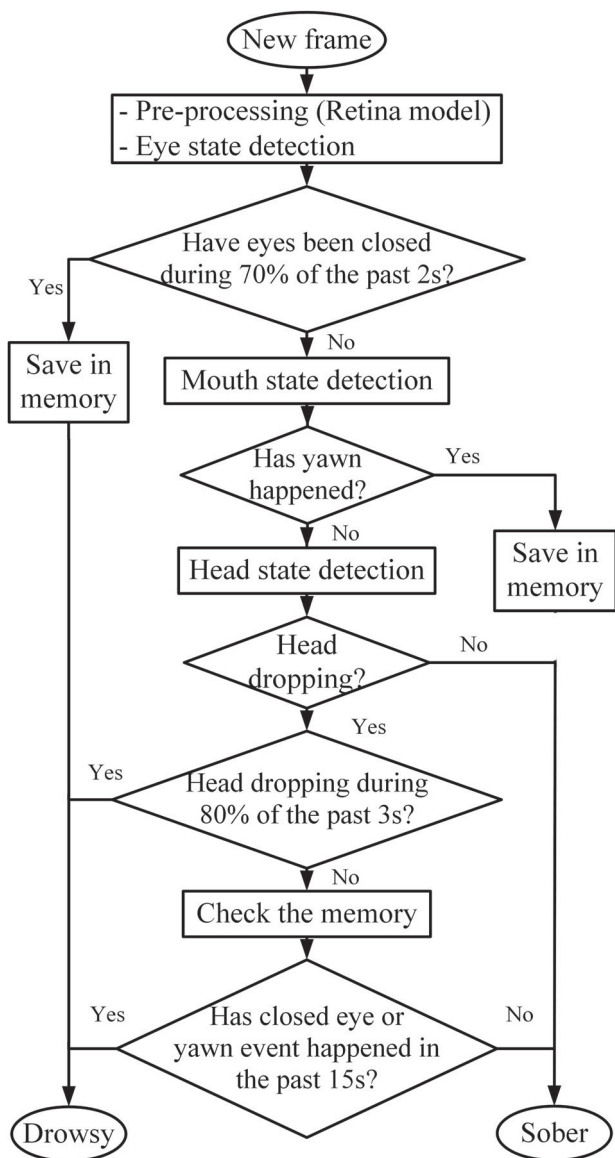 New frame
- Pre-processing (Retina model)
- Eye state detection
Have eyes been closed
during 70% of the past 2s?
Yes
No
Save in
memory
Mouth state detection
Has yawn
happened?
Yes
No
Save in
memory
Head state detection
Head
dropping?
No
Yes
Head dropping during
80% of the past 3s?
Yes
No
Check the memory
Has closed eye or
yawn event happened in
the past 15s?
Yes
No
Drowsy
Sober